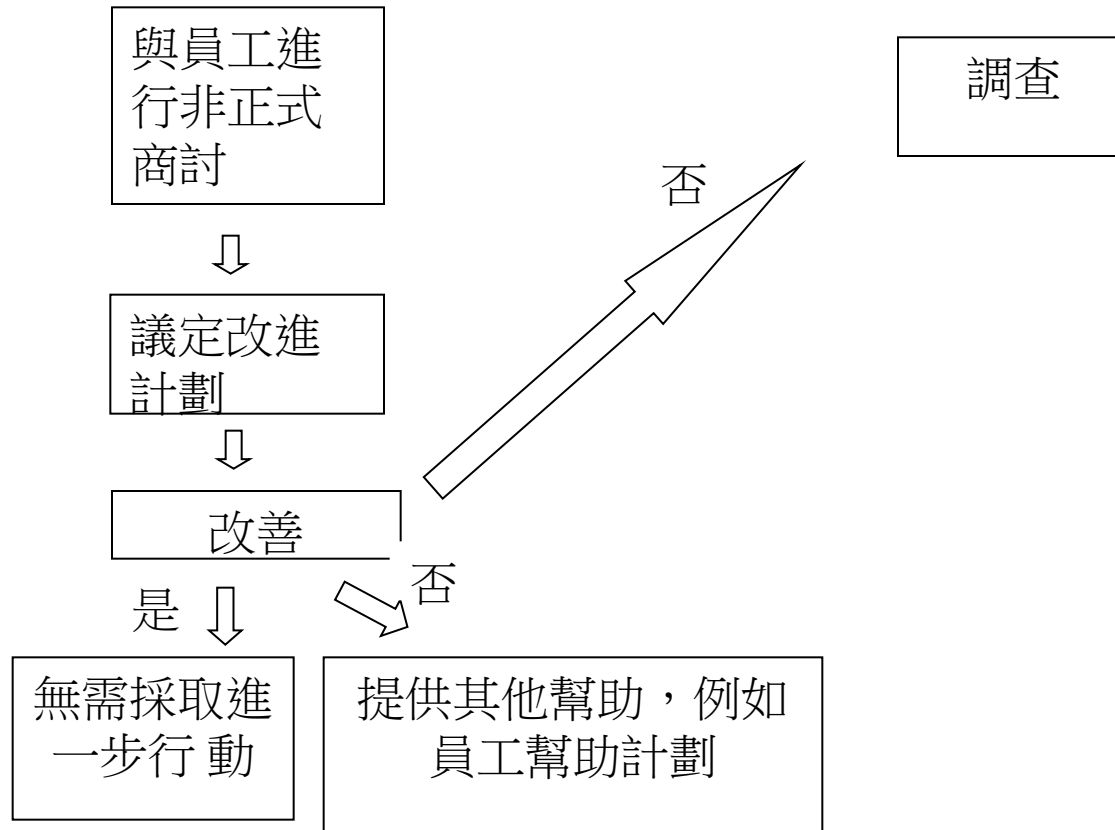 與員工進
行非正式
商討
調查
否
議定改進
計劃
改善
否
是
無需採取進
一步行 動
提供其他幫助，例如
員工幫助計劃